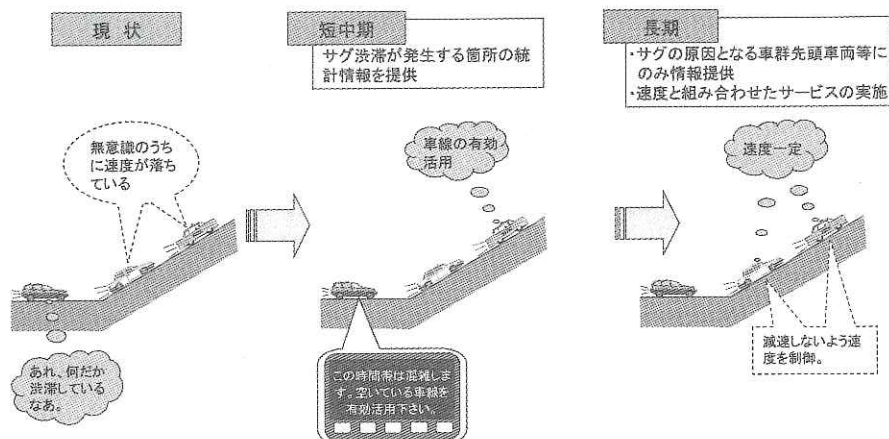 現 状
無意識のうち
に速度が落ち
ている
あれ、何だか
渋滞している
なあ。
短中期
サグ渋滞が発生する箇所の統
計情報を提供
車線の有効
活用
この時間帯は混雑しま
す。空いている車線を
有効活用下さい。
長期
・サグの原因となる車群先頭車両等に
のみ情報提供
・速度と組み合わせたサービスの実施
速度一定
減速しないよう速
度を制御。